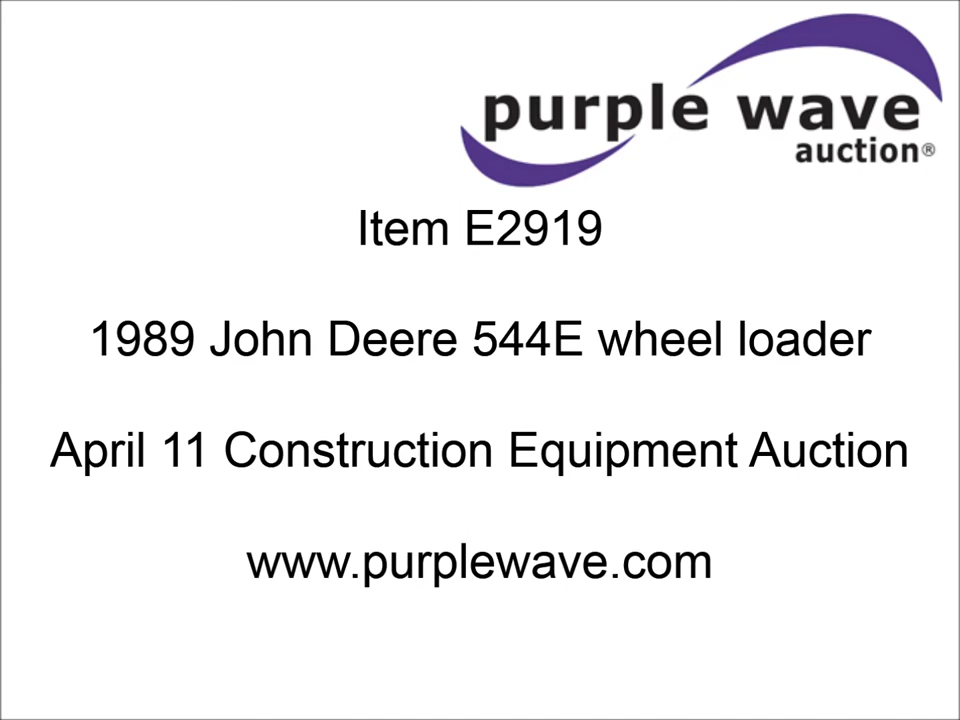 purple wave
auction®
Item E2919
1989 John Deere 544E wheel loader
April 11 Construction Equipment Auction
www.purplewave.com